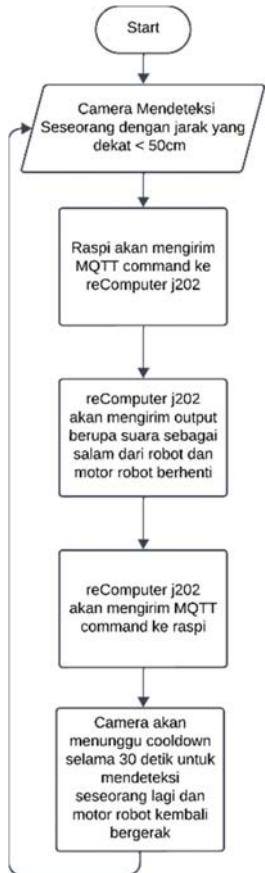 Start
Camera Mendeteksi
Seseorang dengan jarak yang
dekat < 50cm
Raspi akan mengirim
MQTT command ke
reComputer j202
reComputer j202
akan mengirim output
berupa suara sebagai
salam dari robot dan
motor robot berhenti
reComputer j202
akan mengirim MQTT
command ke raspi
Camera akan
menunggu cooldown
selama 30 detik untuk
mendeteksi
seseorang lagi dan
motor robot kembali
bergerak